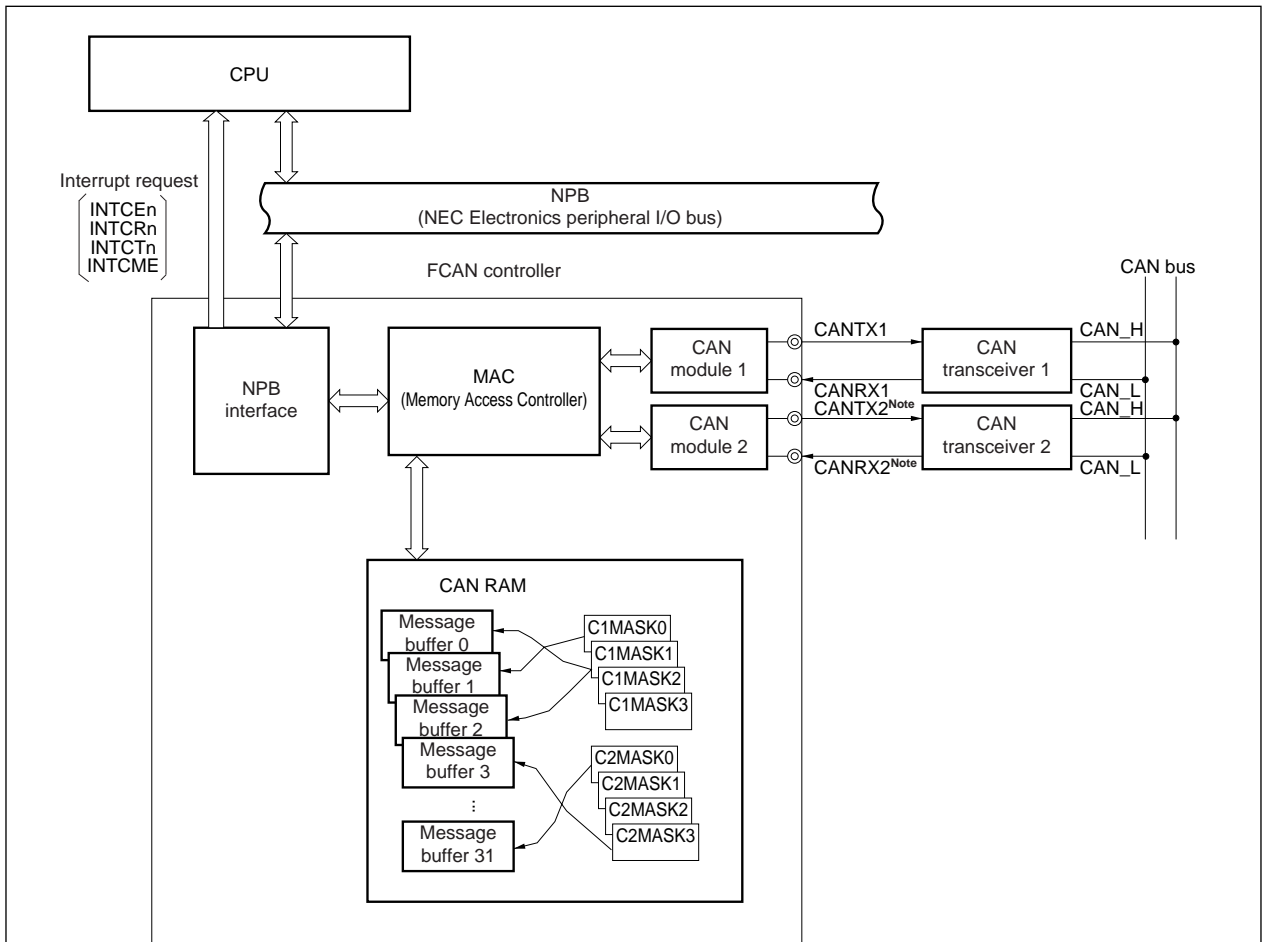 CPU
Interrupt request
INTCEn
INTCRn
INTCTn
INTCME
NPB
(NEC Electronics peripheral I/O bus)
FCAN controller
CAN bus
NPB
interface
MAC
(Memory Access Controller)
CAN
module 1
CAN
module 2
CANTX1
CANRX1
CANTX2Note
CANRX2Note
CAN
transceiver 1
CAN
transceiver 2
CAN_H
CAN_L
CAN_H
CAN_L
CAN RAM
Message
buffer 0
Message
buffer 1
Message
buffer 2
Message
buffer 3
...
Message
buffer 31
C1MASK0
C1MASK1
C1MASK2
C1MASK3
C2MASK0
C2MASK1
C2MASK2
C2MASK3